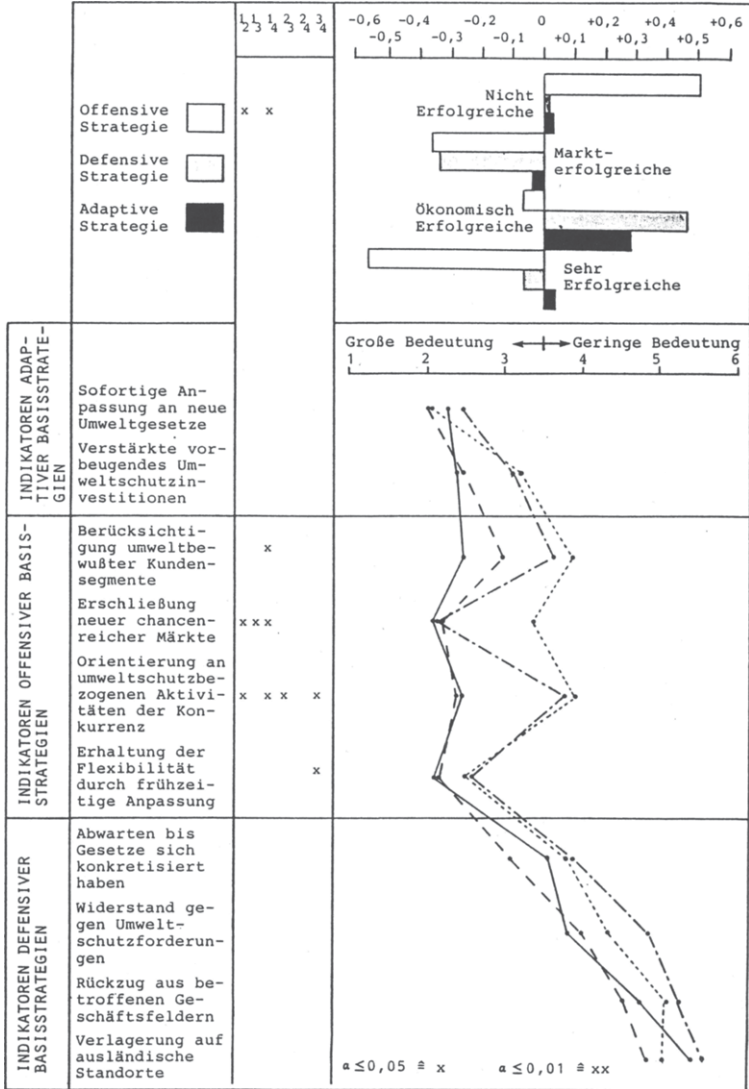 1 1 1 2 2 3
2 3 4 3 4 4
-0,6 -0,3 0 +0,1 +0,3 +0,6
-0,5 -0,3 -0,1 +0,1 +0,3 +0,5
Offensive
Strategie
x x
Defensive
Strategie
Adaptive
Strategie
Nicht
Erfolgreiche
Markt-
erfolgreiche
Ökonomisch
Erfolgreiche
Sehr
Erfolgreiche
Große Bedeutung
Geringe Bedeutung
1 2 3 4 5 6
INDIKATOREN ADAP-
TIVER BASISSTRATE-
GIEN
Sofortige An-
passung an neue
Umweltgesetze
Verstärkte vor-
beugendes Um-
weltschutzin-
vestitionen
INDIKATOREN OFFENSIVER BASIS-
STRATEGIEN
Berücksichti-
gung umweltbe-
wußter Kunden-
segmente
x
Erschließung
neuer chancen-
reicher Märkte
x x x
Orientierung an
umweltschutzbe-
zogenen Aktivi-
täten der Kon-
kurrenz
x x x x
Erhaltung der
Flexibilität
durch frühzei-
tige Anpassung
x
INDIKATOREN DEFENSIVER
BASISSTRATEGIEN
Abwarten bis
Gesetze sich
konkretisiert
haben
Widerstand ge-
gen Umwelt-
schutzforderun-
gen
Rückzug aus be-
troffenen Ge-
schäftsfeldern
Verlagerung auf
ausländische
Standorte
α ≤ 0,05 ≙ x α ≤ 0,01 ≙ xx